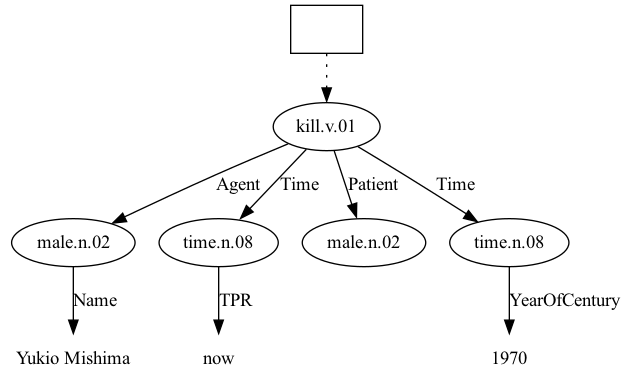 kill.v.01
Agent Time Patient Time
male.n.02 time.n.08 male.n.02 time.n.08
Name TPR YearOfCentury
Yukio Mishima now 1970